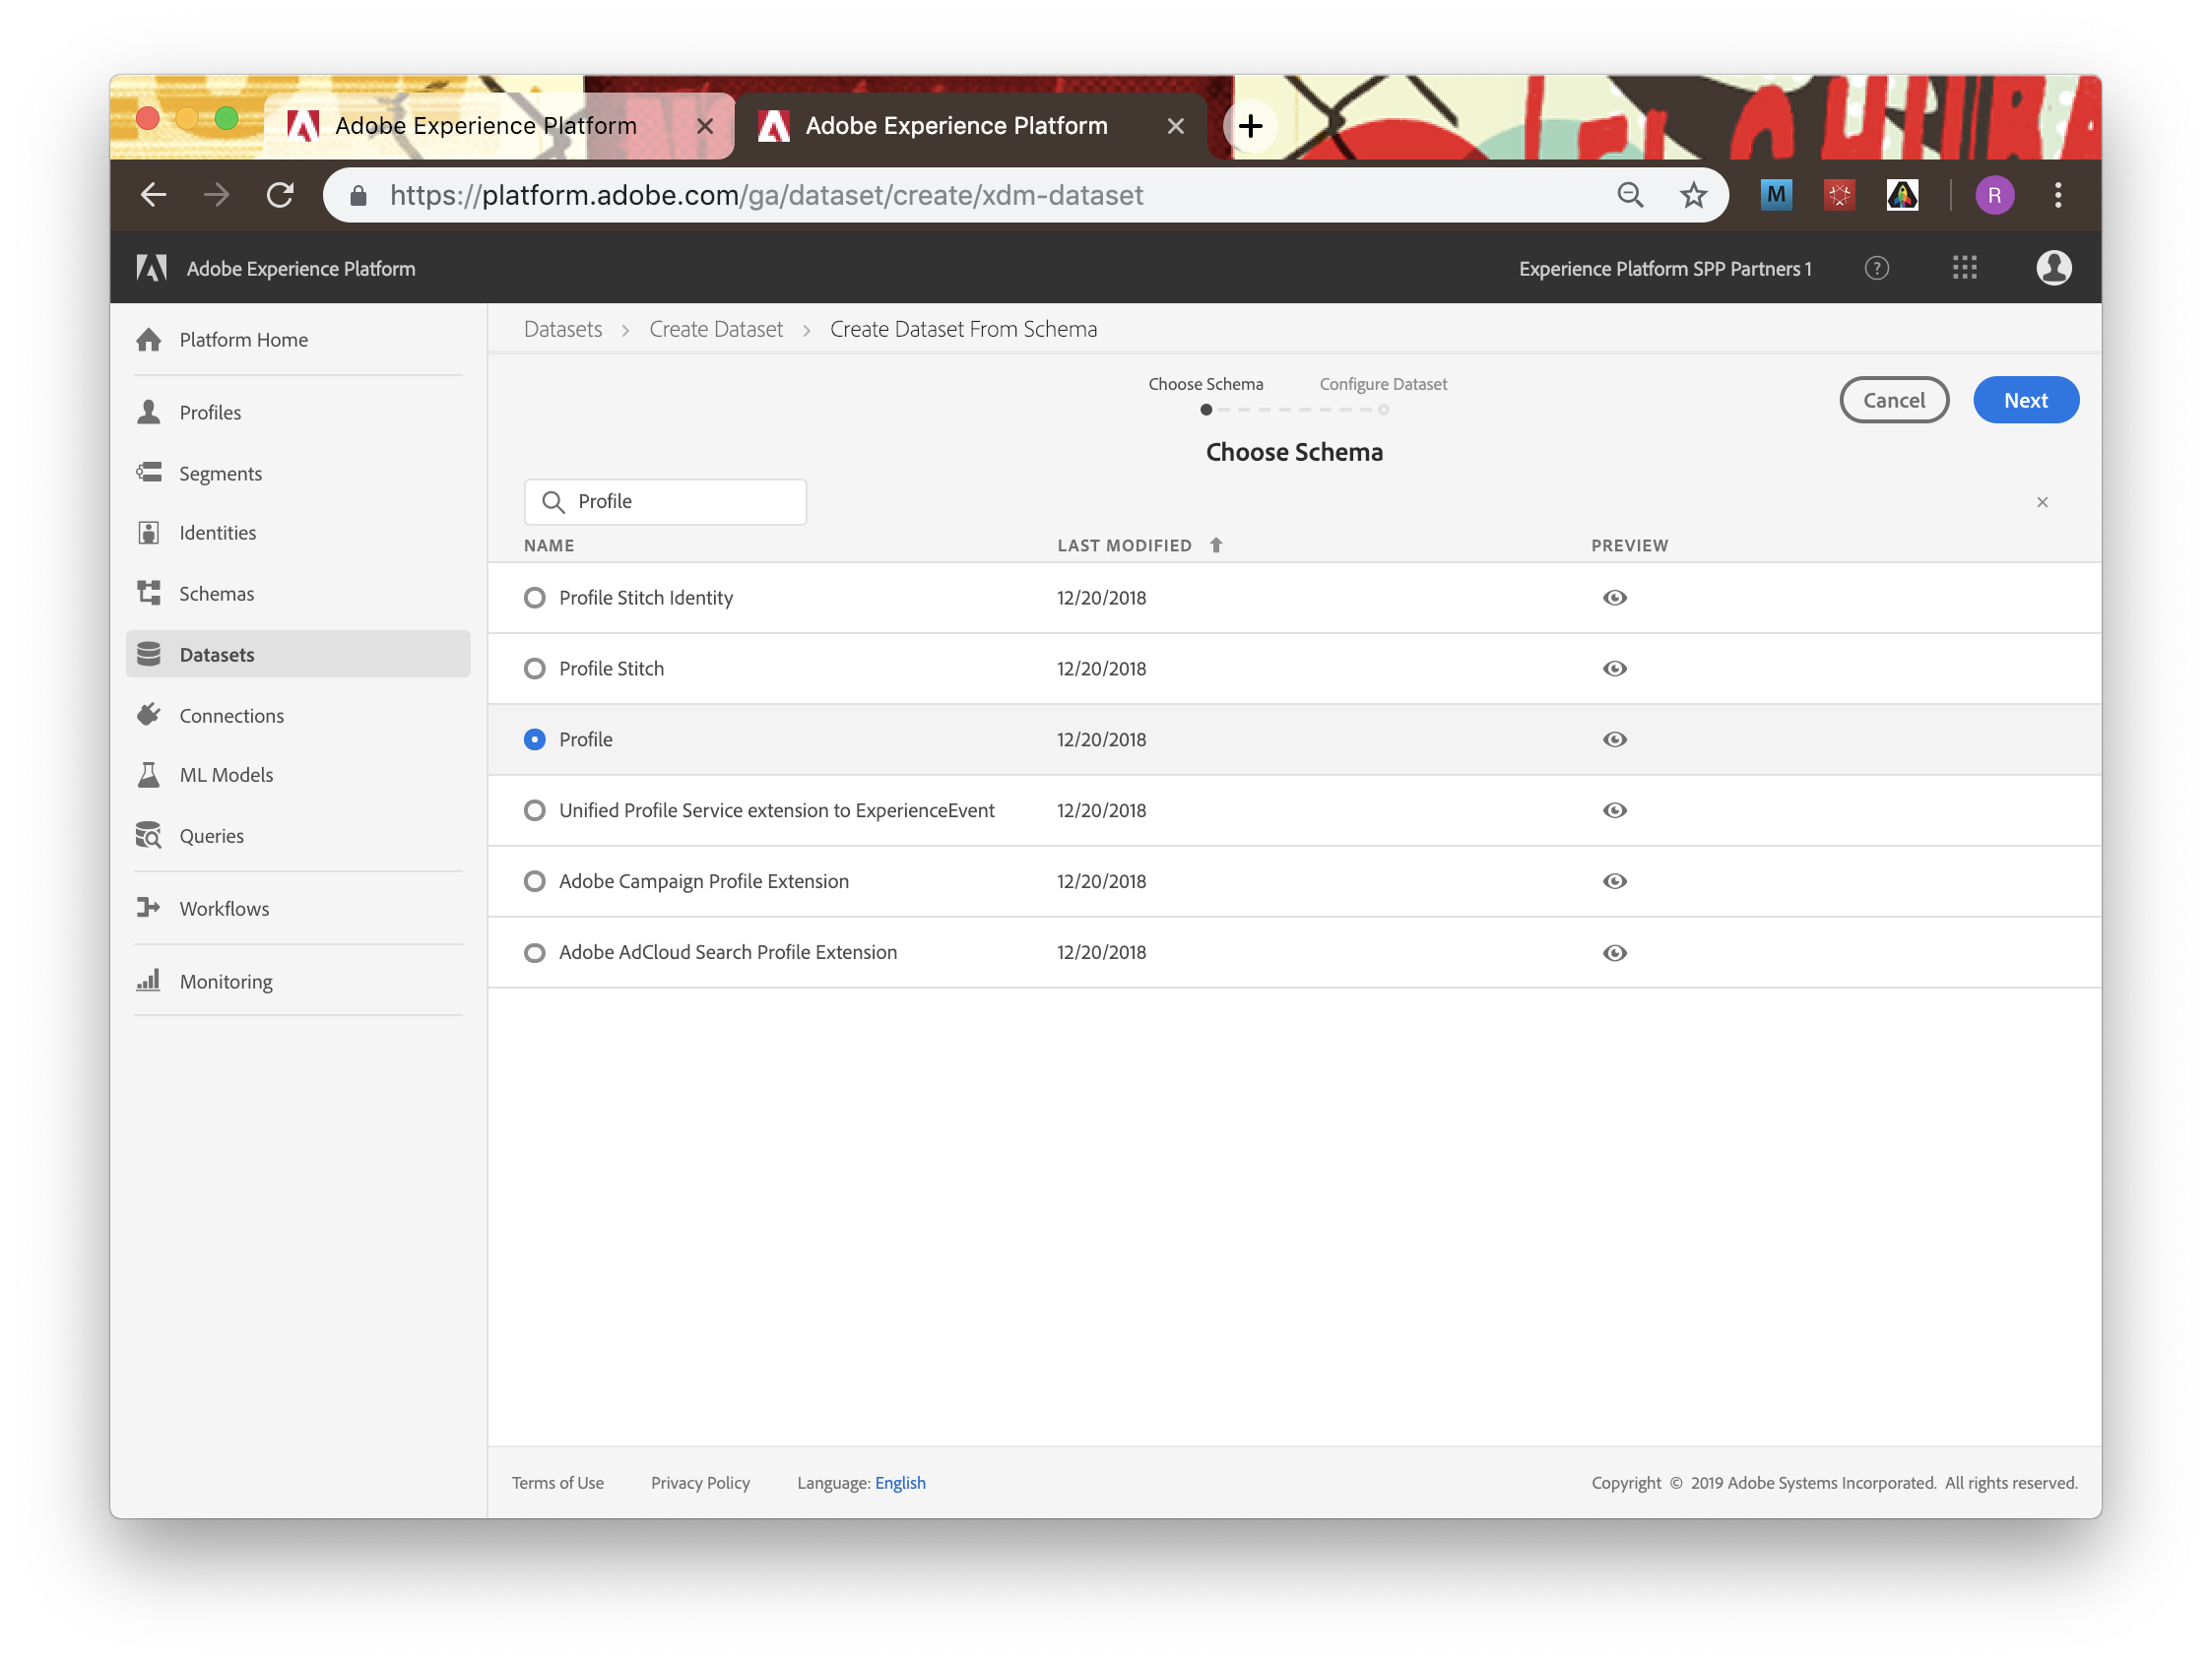 Adobe Experience Platform
Adobe Experience Platform
https://platform.adobe.com/ga/dataset/create/xdm-dataset
M
R
Adobe Experience Platform
Experience Platform SPP Partners 1
?
Platform Home
Profiles
Segments
Identities
Schemas
Datasets
Connections
ML Models
Queries
Workflows
Monitoring
Datasets > Create Dataset > Create Dataset From Schema
Choose Schema Configure Dataset
Cancel Next
Choose Schema
Profile
NAME LAST MODIFIED PREVIEW
Profile Stitch Identity 12/20/2018
Profile Stitch 12/20/2018
Profile 12/20/2018
Unified Profile Service extension to ExperienceEvent 12/20/2018
Adobe Campaign Profile Extension 12/20/2018
Adobe AdCloud Search Profile Extension 12/20/2018
Terms of Use Privacy Policy Language: English
Copyright © 2019 Adobe Systems Incorporated. All rights reserved.